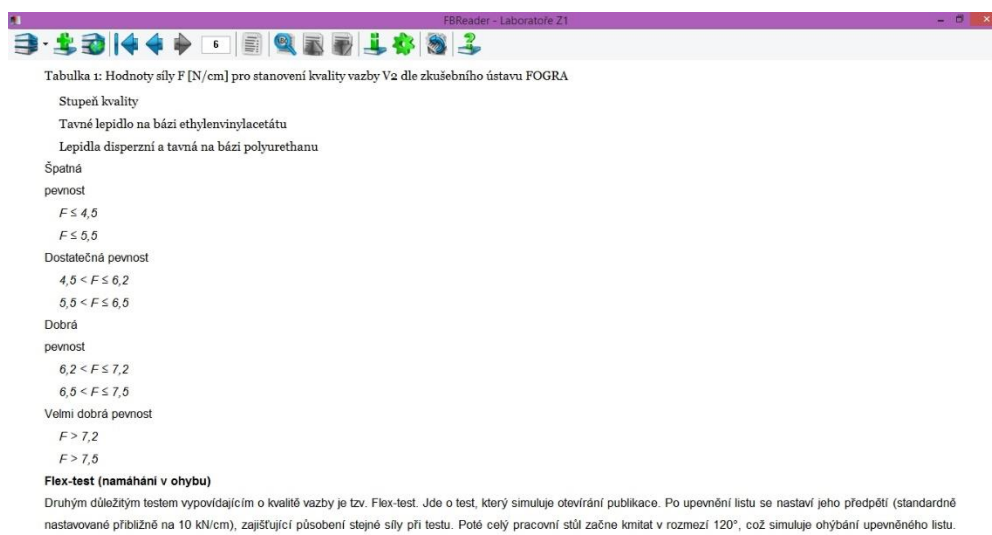 FBReader - Laboratoře Z1
6
Tabulka 1: Hodnoty síly F [N/cm] pro stanovení kvality vazby V2 dle zkušebního ústavu FOGRA
Stupeň kvality
Tavné lepidlo na bázi ethylenvinylacetátu
Lepidla disperzní a tavná na bázi polyurethanu
Špatná
pevnost
F ≤ 4,5
F ≤ 5,5
Dostatečná pevnost
4,5 < F ≤ 6,2
5,5 < F ≤ 6,5
Dobrá
pevnost
6,2 < F ≤ 7,2
6,5 < F ≤ 7,5
Velmi dobrá pevnost
F > 7,2
F > 7,5
Flex-test (namáhání v ohybu)
Druhým důležitým testem vypovídajícím o kvalitě vazby je tzv. Flex-test. Jde o test, který simuluje otevírání publikace. Po upevnění listu se nastaví jeho předpětí (standardně
nastavované přibližně na 10 kN/cm), zajišťující působení stejné síly při testu. Poté celý pracovní stůl začne kmitat v rozmezí 120°, což simuluje ohýbání upevněného listu.